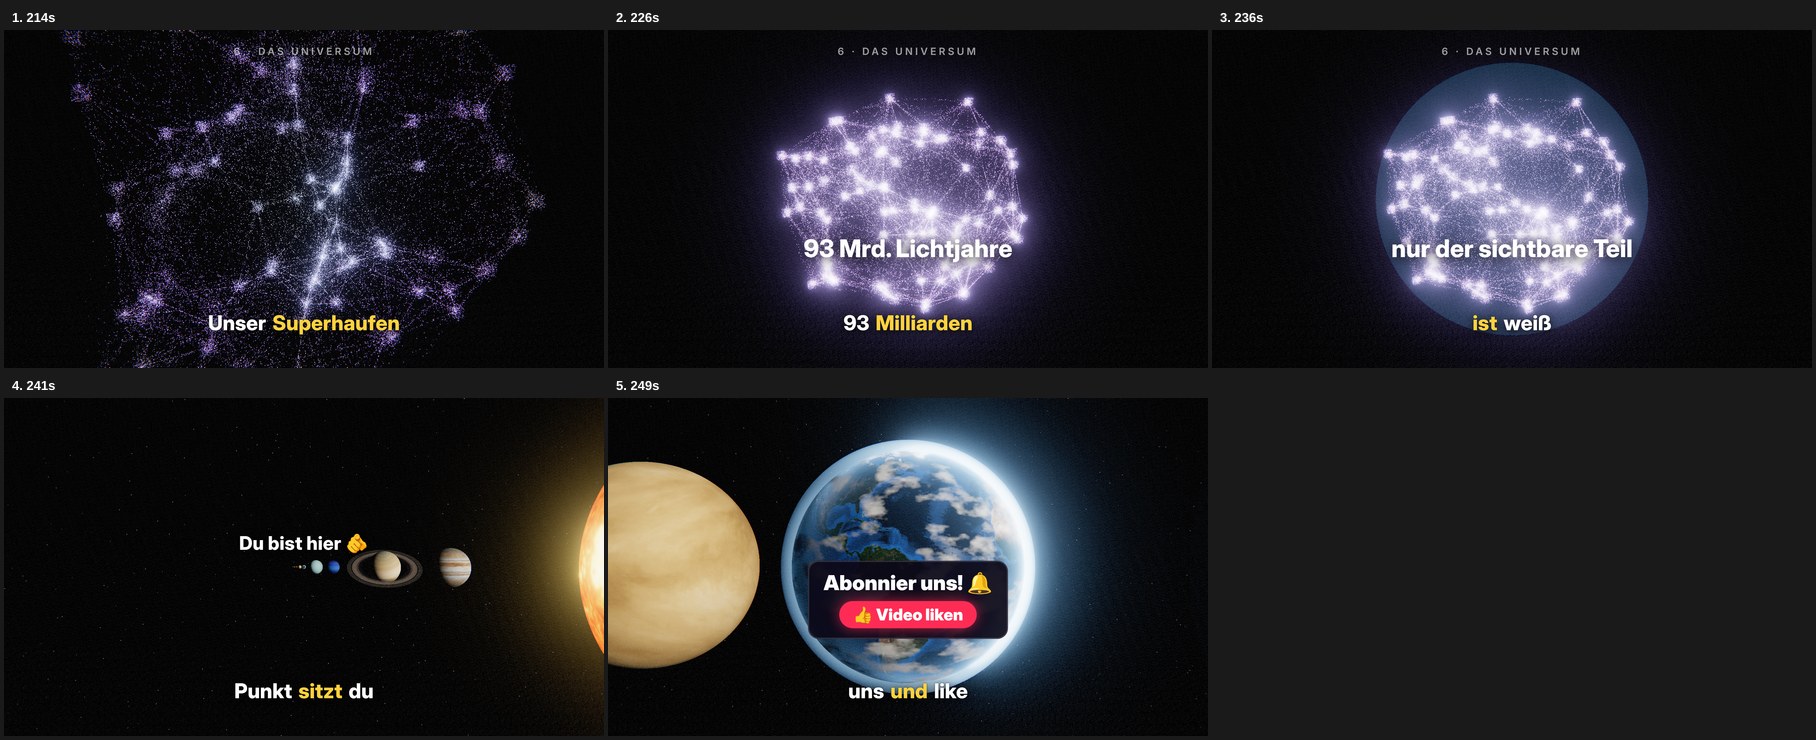 1. 214s
6 · DAS UNIVERSUM
Unser Superhaufen
2. 226s
6 · DAS UNIVERSUM
93 Mrd. Lichtjahre
93 Milliarden
3. 236s
6 · DAS UNIVERSUM
nur der sichtbare Teil
ist weiß
4. 241s
Du bist hier
Punkt sitzt du
5. 249s
Abonnier uns! 🔔
👍 Video liken
uns und like